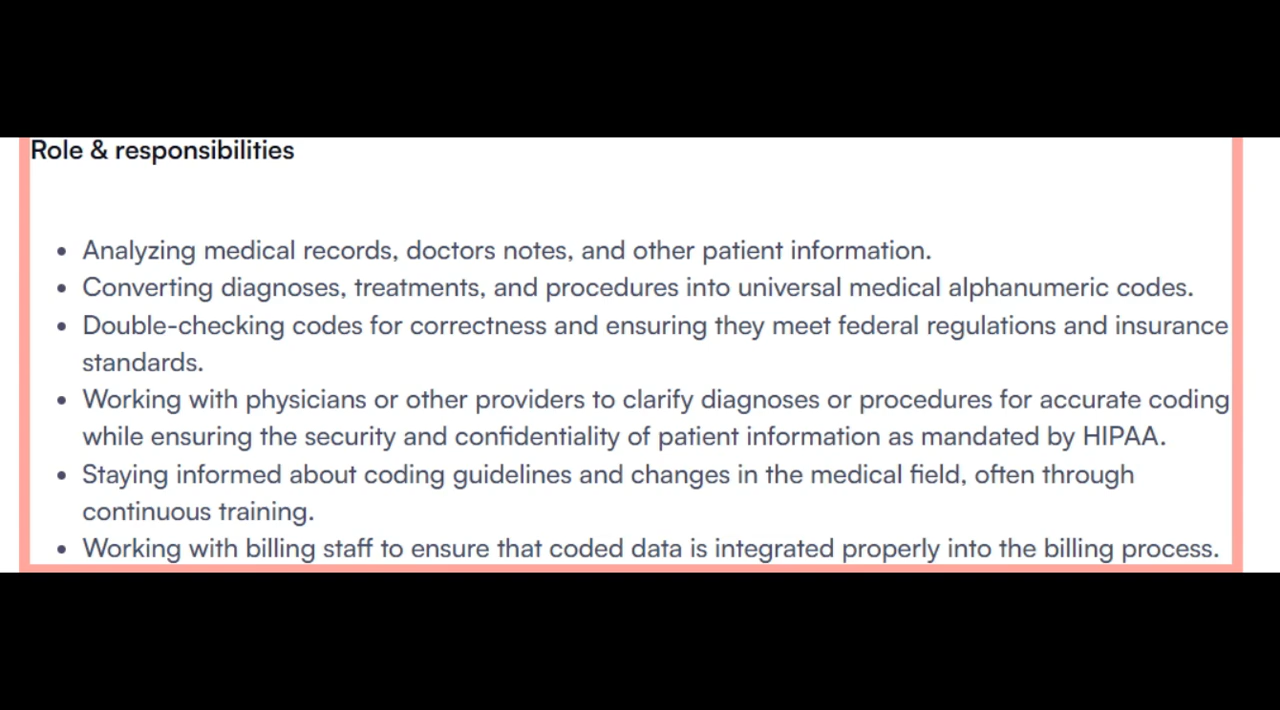 Role & responsibilities
• Analyzing medical records, doctors notes, and other patient information.
• Converting diagnoses, treatments, and procedures into universal medical alphanumeric codes.
• Double-checking codes for correctness and ensuring they meet federal regulations and insurance
standards.
• Working with physicians or other providers to clarify diagnoses or procedures for accurate coding
while ensuring the security and confidentiality of patient information as mandated by HIPAA.
• Staying informed about coding guidelines and changes in the medical field, often through
continuous training.
• Working with billing staff to ensure that coded data is integrated properly into the billing process.